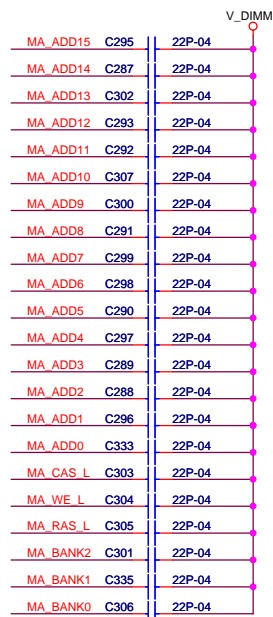 V_DIMM
MA_ADD15 C295 22P-04
MA_ADD14 C287 22P-04
MA_ADD13 C302 22P-04
MA_ADD12 C293 22P-04
MA_ADD11 C292 22P-04
MA_ADD10 C307 22P-04
MA_ADD9 C300 22P-04
MA_ADD8 C291 22P-04
MA_ADD7 C299 22P-04
MA_ADD6 C298 22P-04
MA_ADD5 C290 22P-04
MA_ADD4 C297 22P-04
MA_ADD3 C289 22P-04
MA_ADD2 C288 22P-04
MA_ADD1 C296 22P-04
MA_ADD0 C333 22P-04
MA_CAS_L C303 22P-04
MA_WE_L C304 22P-04
MA_RAS_L C305 22P-04
MA_BANK2 C301 22P-04
MA_BANK1 C335 22P-04
MA_BANK0 C306 22P-04